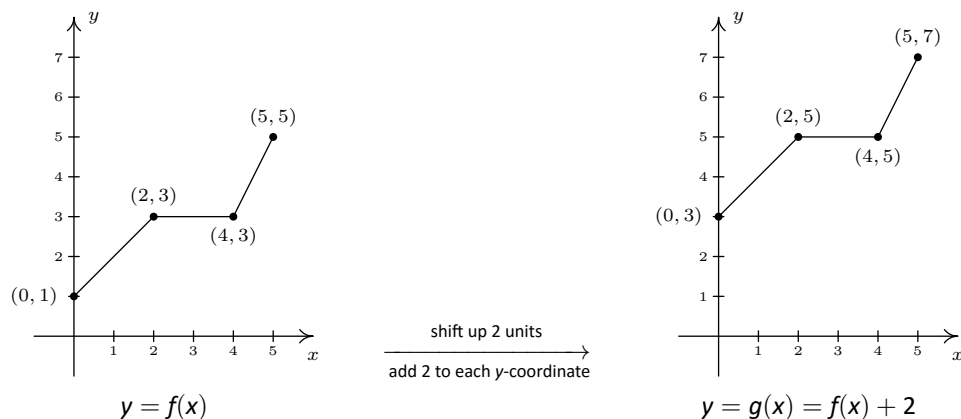 y
7
6
5
4
3
2
(0, 1)
(2, 3)
(4, 3)
(5, 5)
1 2 3 4 5
x
y = f(x)
shift up 2 units
add 2 to each y-coordinate
y
7
6
5
4
3
2
1
(0, 3)
(2, 5)
(4, 5)
(5, 7)
1 2 3 4 5
x
y = g(x) = f(x) + 2